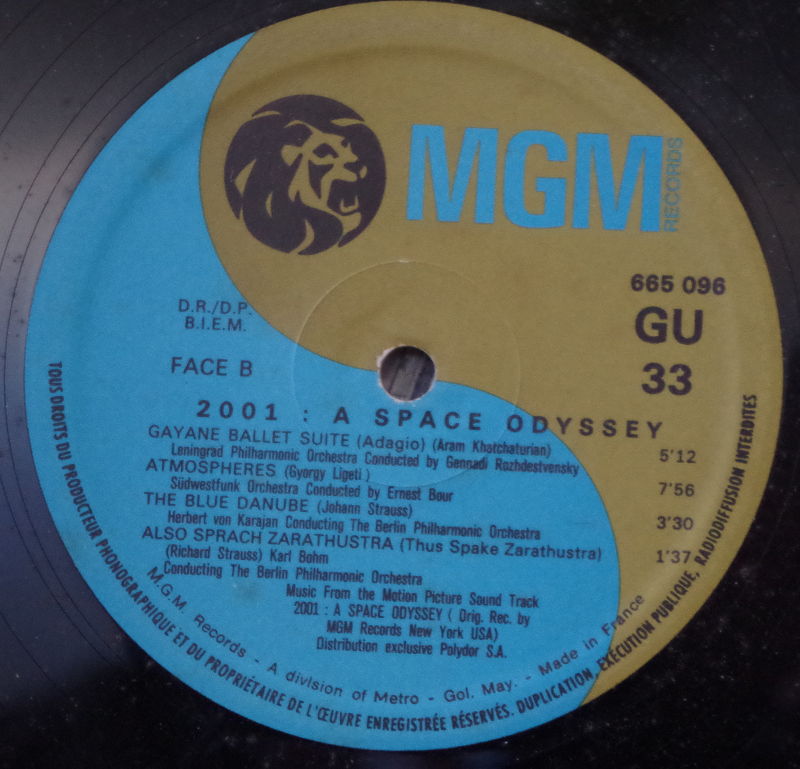 MGM
RECORDS
665 096
GU
33
D.R./D.P.
B.I.E.M.
FACE B
2001 : A SPACE ODYSSEY
GAYANE BALLET SUITE (Adagio) (Aram Khatchaturian)
Leningrad Philharmonic Orchestra Conducted by Gennadi Rozhdestvensky 5'12
ATMOSPHERES (Gyorgy Ligeti)
Südwestfunk Orchestra Conducted by Ernest Bour 7'56
THE BLUE DANUBE (Johann Strauss)
Herbert von Karajan Conducting The Berlin Philharmonic Orchestra 3'30
ALSO SPRACH ZARATHUSTRA (Thus Spake Zarathustra)
(Richard Strauss) Karl Bohm 1'37
Conducting The Berlin Philharmonic Orchestra
Music From the Motion Picture Sound Track
2001 : A SPACE ODYSSEY ( Orig. Rec. by
MGM Records New York USA)
Distribution exclusive Polydor S.A.
M.G.M. Records - A division of Metro - Gol. May. - Made in France
TOUS DROITS DU PRODUCTEUR PHONOGRAPHIQUE ET DU PROPRIÉTAIRE DE L'ŒUVRE ENREGISTRÉE RÉSERVÉS. DUPLICATION, EXÉCUTION PUBLIQUE, RADIODIFFUSION INTERDITES